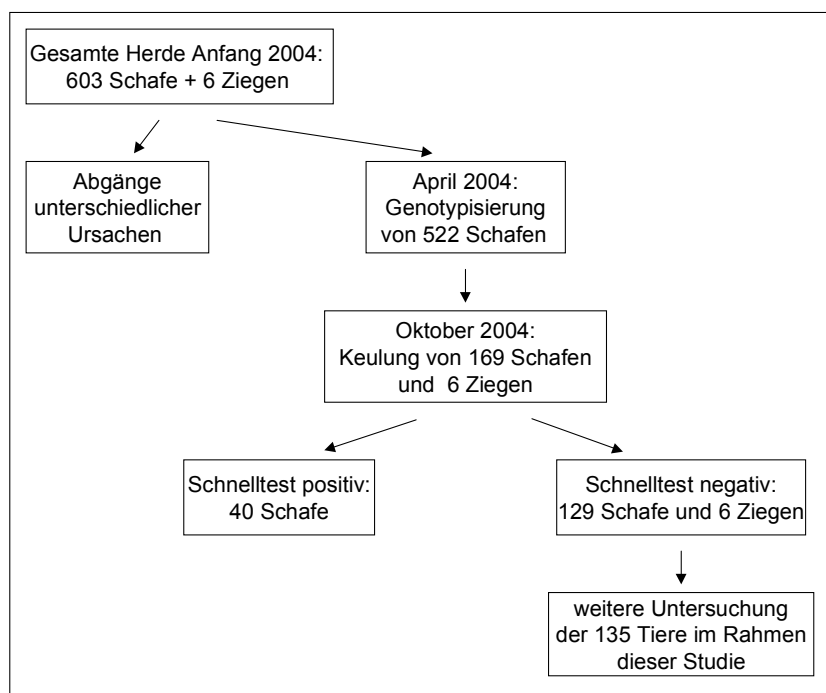 Gesamte Herde Anfang 2004:
603 Schafe + 6 Ziegen
Abgänge
unterschiedlicher
Ursachen
April 2004:
Genotypisierung
von 522 Schafen
Oktober 2004:
Keulung von 169 Schafen
und 6 Ziegen
Schnelltest positiv:
40 Schafe
Schnelltest negativ:
129 Schafe und 6 Ziegen
weitere Untersuchung
der 135 Tiere im Rahmen
dieser Studie